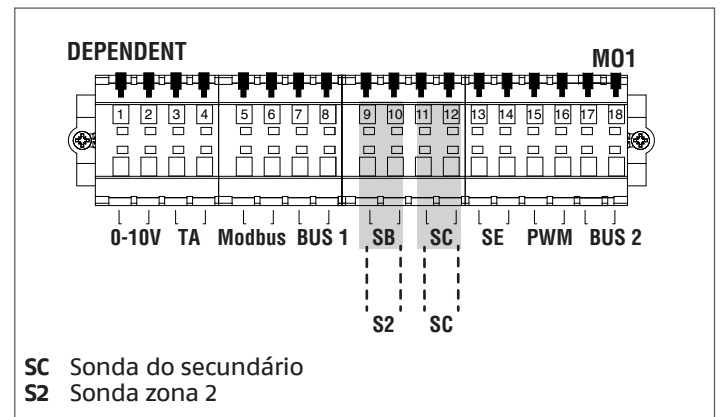 DEPENDENT M01
1 2 3 4 5 6 7 8 9 10 11 12 13 14 15 16 17 18
0-10V TA Modbus BUS 1 SB SC SE PWM BUS 2
S2 SC
SC Sonda do secundário
S2 Sonda zona 2